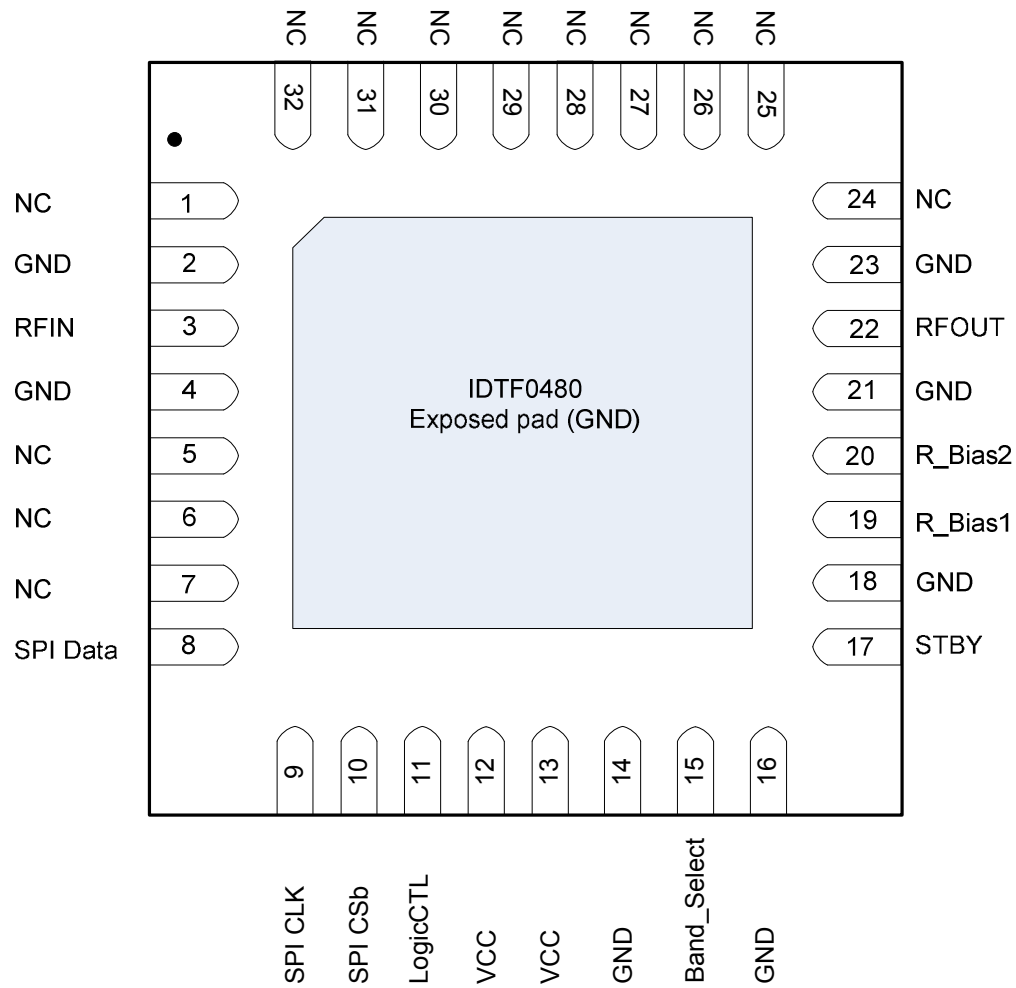 NC NC NC NC NC NC NC NC
32 31 30 29 28 27 26 25
NC 1 24 NC
GND 2 23 GND
RFIN 3 22 RFOUT
GND 4 21 GND
IDTF0480
Exposed pad (GND)
NC 5 20 R_Bias2
NC 6 19 R_Bias1
NC 7 18 GND
SPI Data 8 17 STBY
9 10 11 12 13 14 15 16
SPI CLK
SPI CSb
LogicCTL
VCC
VCC
GND
Band_Select
GND